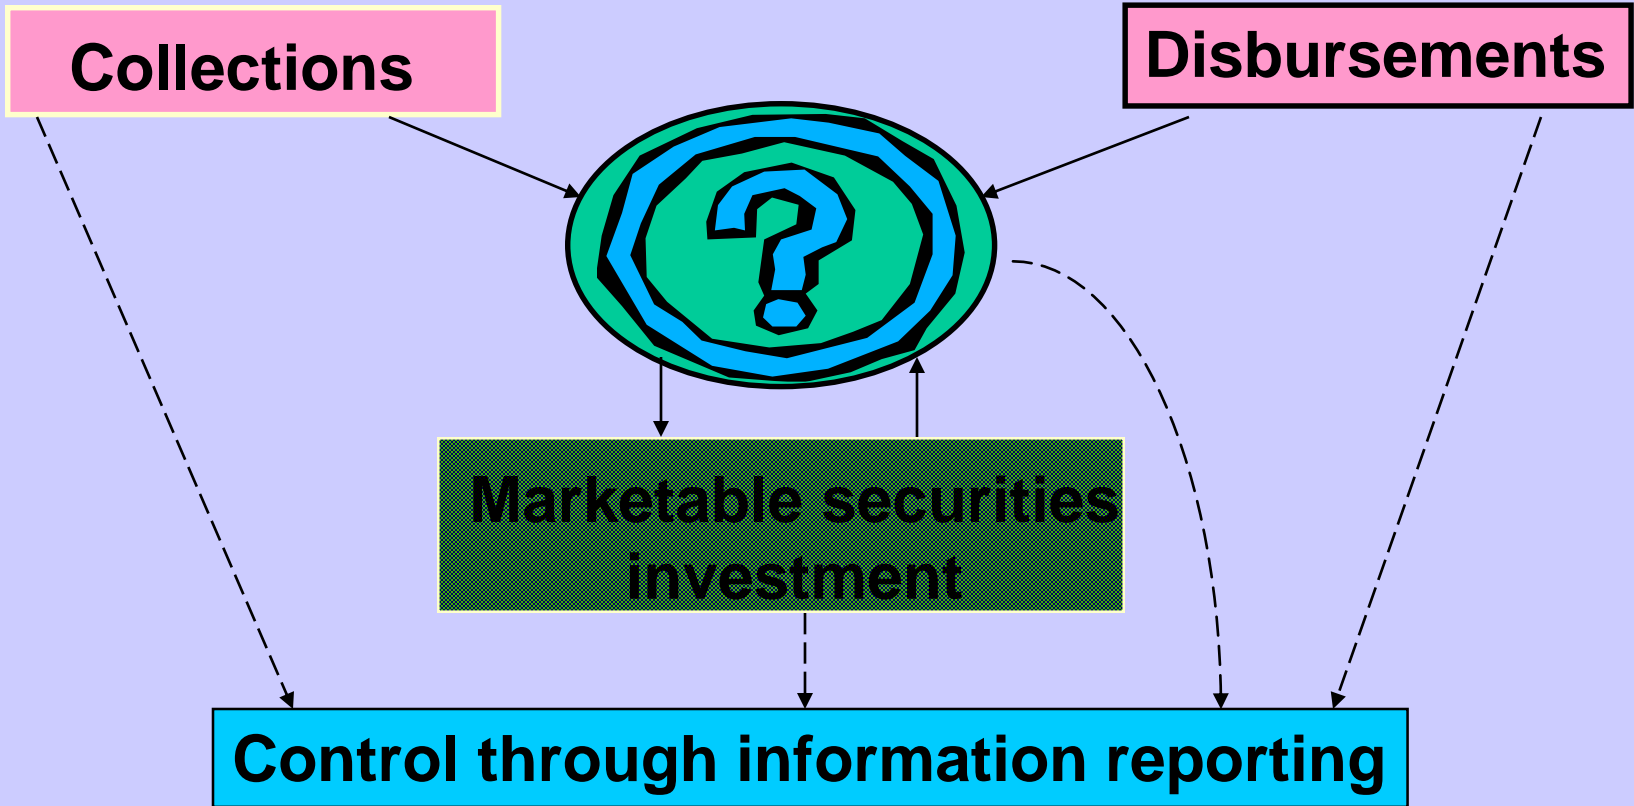 Collections
Disbursements
?
Marketable securities
investment
Control through information reporting